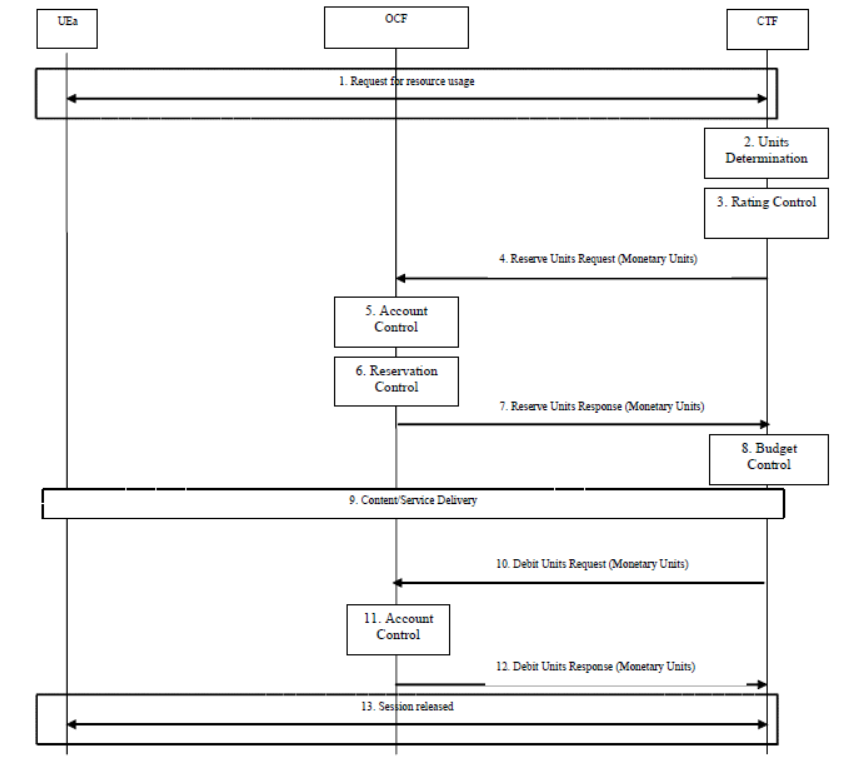 UEa
OCF
CTF
1. Request for resource usage
2. Units
Determination
3. Rating Control
4. Reserve Units Request (Monetary Units)
5. Account
Control
6. Reservation
Control
7. Reserve Units Response (Monetary Units)
8. Budget
Control
9. Content/Service Delivery
10. Debit Units Request (Monetary Units)
11. Account
Control
12. Debit Units Response (Monetary Units)
13. Session released